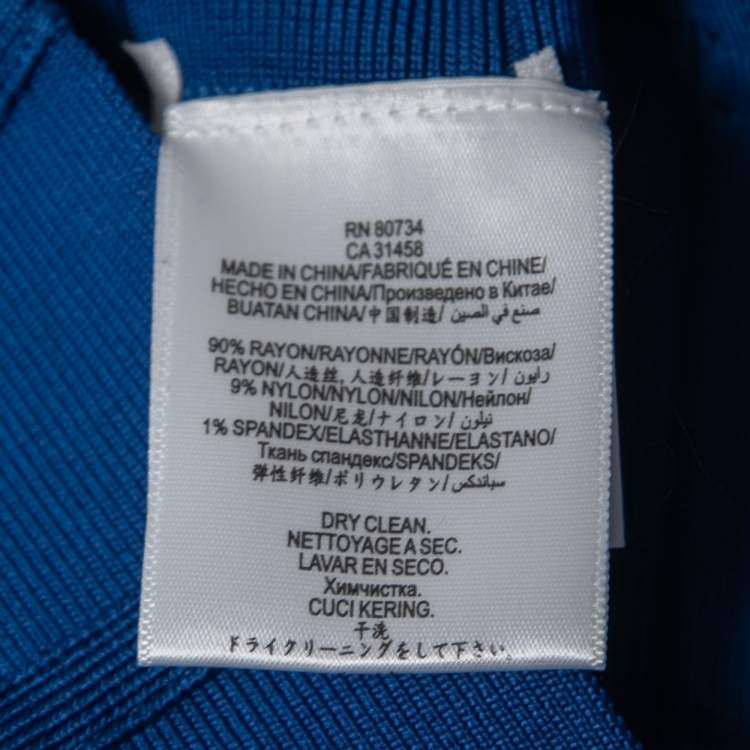 RN 80734
CA 31458
MADE IN CHINA/FABRIQUÉ EN CHINE/
HECHO EN CHINA/Произведено в Китае/
BUATAN CHINA/中国制造/ صنع في الصين
90% RAYON/RAYONNE/RAYÓN/Вискоза/
RAYON/人造丝, 人造纤维/レーヨン/ رايون
9% NYLON/NYLON/NILON/Нейлон/
NILON/尼龙/ナイロン/ نيلون
1% SPANDEX/ELASTHANNE/ELASTANO/
Ткань спандекс/SPANDEKS/
弹性纤维/ポリウレタン/ سباندكس
DRY CLEAN.
NETTOYAGE A SEC.
LAVAR EN SECO.
Химчистка.
CUCI KERING.
干洗
ドライクリーニングをして下さい。